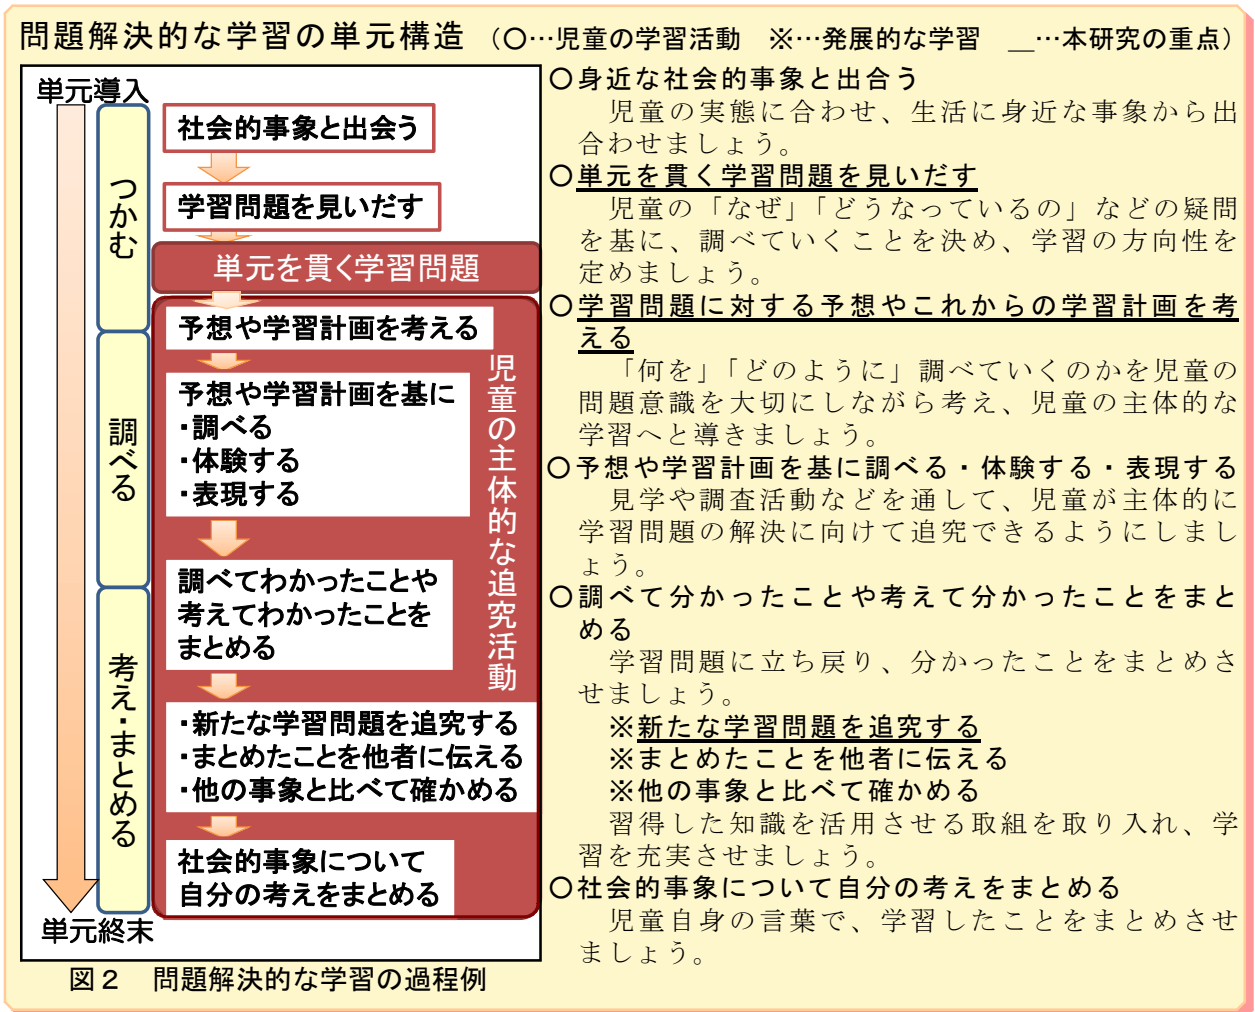 問題解決的な学習の単元構造 (○…児童の学習活動 ※…発展的な学習 __…本研究の重点)
単元導入
つかむ
調べる
考え・まとめる
単元終末
社会的事象と出会う
学習問題を見いだす
単元を貫く学習問題
予想や学習計画を考える
予想や学習計画を基に
・調べる
・体験する
・表現する
調べてわかったことや
考えてわかったことを
まとめる
・新たな学習問題を追究する
・まとめたことを他者に伝える
・他の事象と比べて確かめる
社会的事象について
自分の考えをまとめる
児童の主体的な追究活動
図2 問題解決的な学習の過程例
○身近な社会的事象と出合う
児童の実態に合わせ、生活に身近な事象から出
合わせましょう。
○単元を貫く学習問題を見いだす
児童の「なぜ」「どうなっているの」などの疑問
を基に、調べていくことを決め、学習の方向性を
定めましょう。
○学習問題に対する予想やこれからの学習計画を考
える
「何を」「どのように」調べていくのかを児童の
問題意識を大切にしながら考え、児童の主体的な
学習へと導きましょう。
○予想や学習計画を基に調べる・体験する・表現する
見学や調査活動などを通して、児童が主体的に
学習問題の解決に向けて追究できるようにしまし
ょう。
○調べて分かったことや考えて分かったことをまと
める
学習問題に立ち戻り、分かったことをまとめさ
せましょう。
※新たな学習問題を追究する
※まとめたことを他者に伝える
※他の事象と比べて確かめる
習得した知識を活用させる取組を取り入れ、学
習を充実させましょう。
○社会的事象について自分の考えをまとめる
児童自身の言葉で、学習したことをまとめさせ
ましょう。